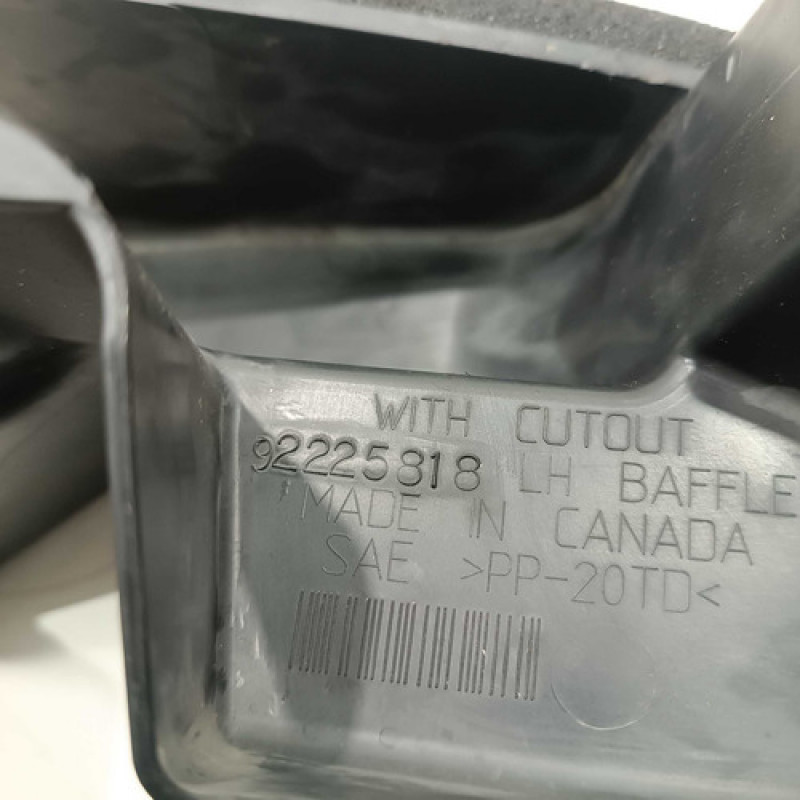 WITH CUTOUT
92225818 LH BAFFLE
MADE IN CANADA
SAE >PP-20TD<